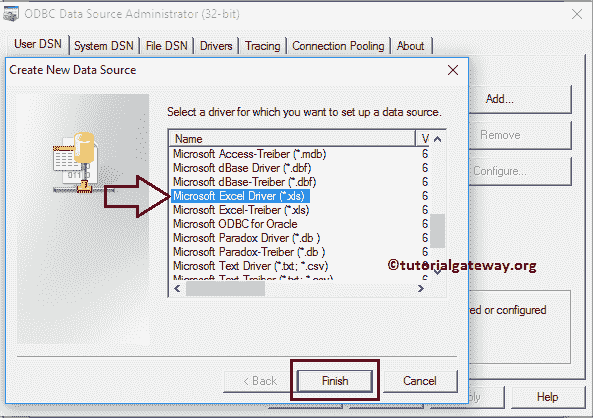 ODBC Data Source Administrator (32-bit)
User DSN System DSN File DSN Drivers Tracing Connection Pooling About
Create New Data Source
Select a driver for which you want to set up a data source.
Name V
Microsoft Access-Treiber (*.mdb) 6
Microsoft dBase Driver (*.dbf) 6
Microsoft dBase-Treiber (*.dbf) 6
Microsoft Excel Driver (*.xls) 6
Microsoft Excel-Treiber (*.xls) 6
Microsoft ODBC for Oracle 6
Microsoft Paradox Driver (*.db ) 6
Microsoft Paradox-Treiber (*.db ) 6
Microsoft Text Driver (*.txt; *.csv) 6
Microsoft Text-Treiber (*.txt; *.csv) 6
Add...
Remove
Configure...
©tutorialgateway.org
ed or configured
< Back Finish Cancel
Help